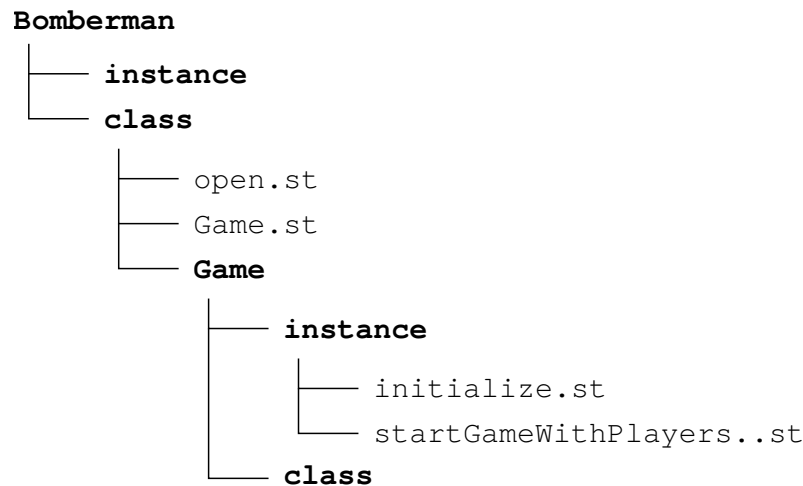 Bomberman
instance
class
open.st
Game.st
Game
instance
initialize.st
startGameWithPlayers..st
class